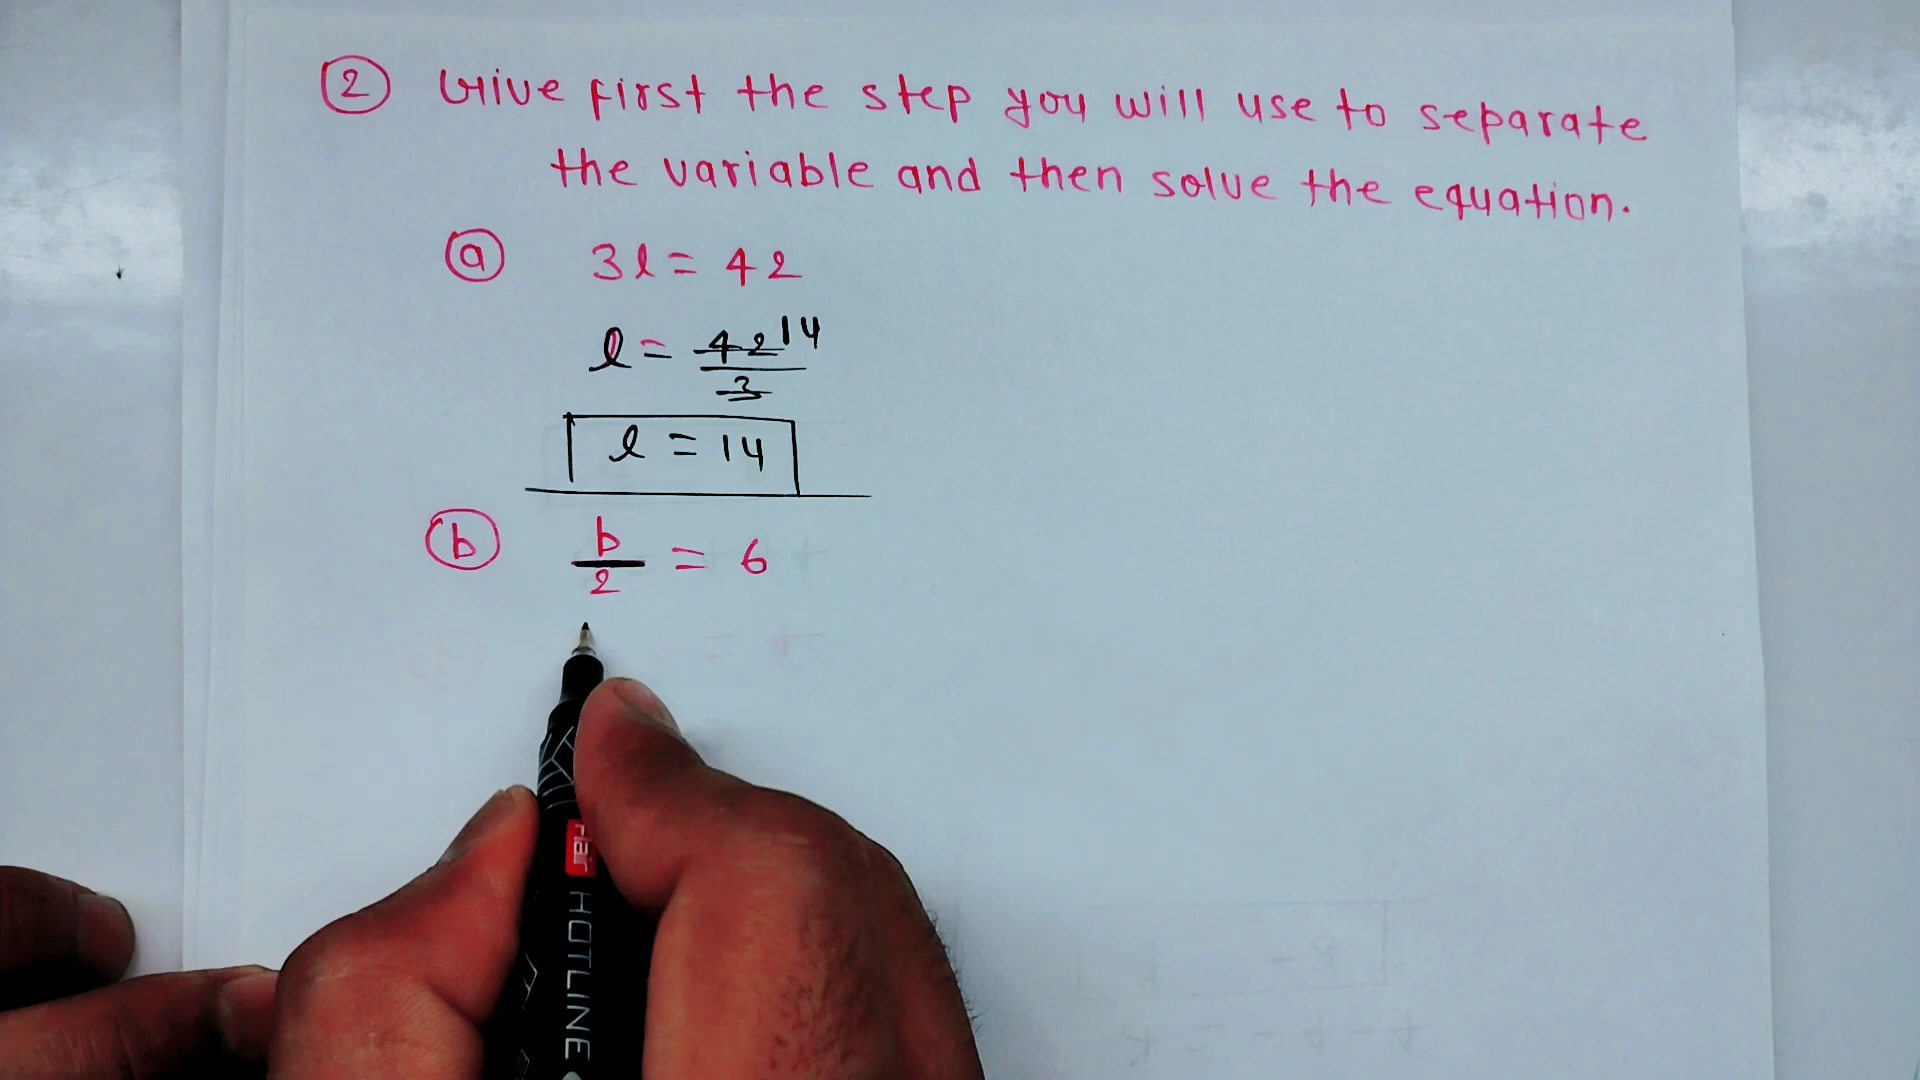 2 Give first the step you will use to separate
the variable and then solve the equation.
a 3l = 42
l = 42/3 14
l = 14
b b/2 = 6
Flair HOTLINE